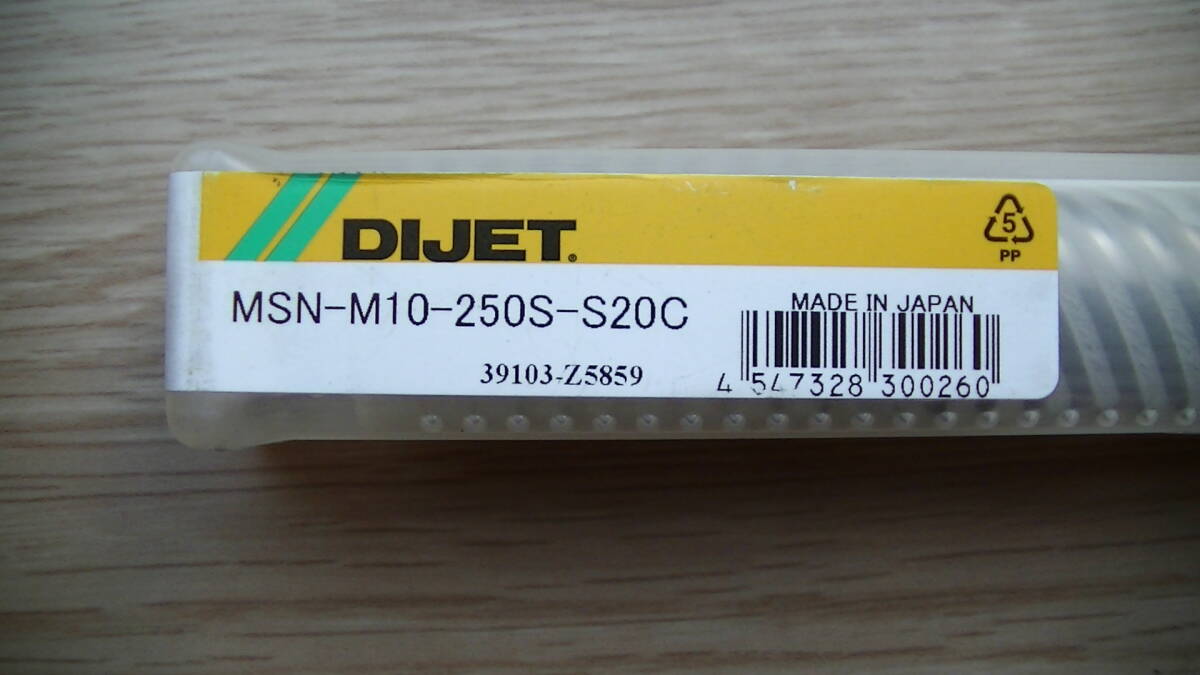 DIJET®
5
PP
MSN-M10-250S-S20C
MADE IN JAPAN
39103-Z5859
4 547328 300260